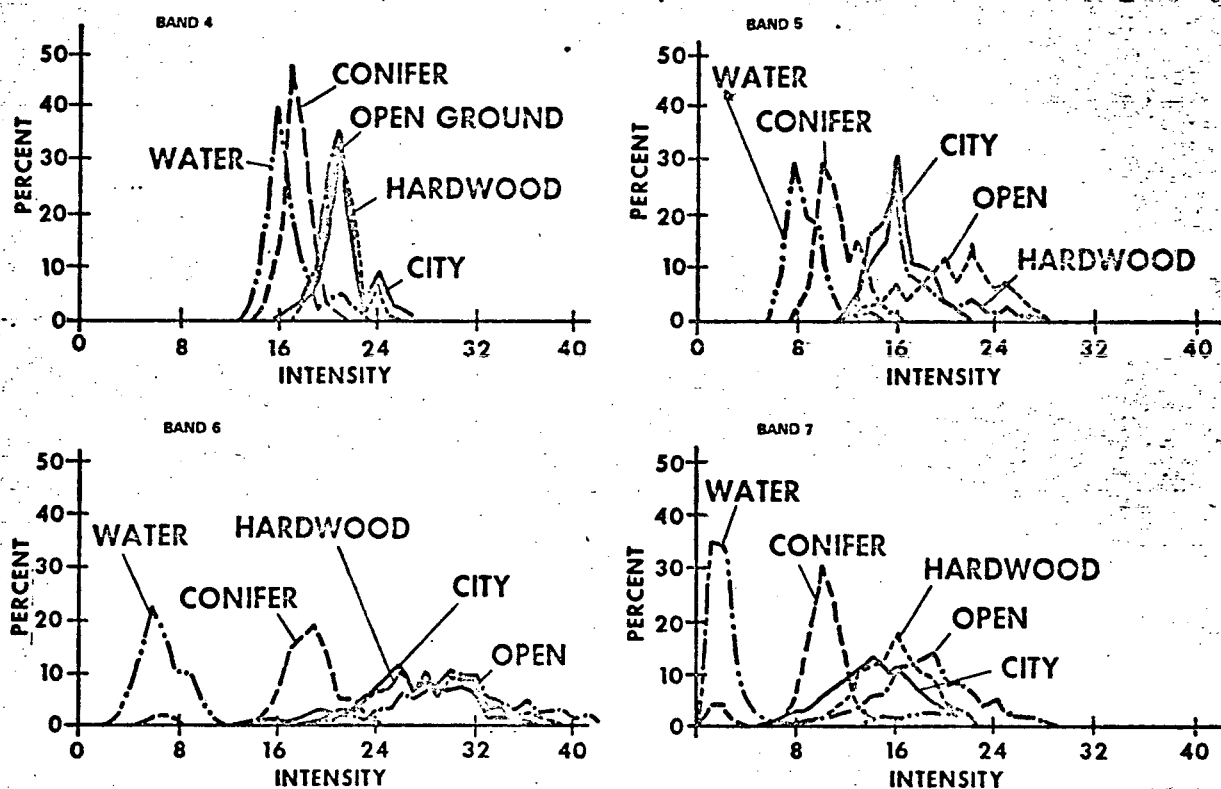 BAND 4
50
40
30
20
10
0
PERCENT
CONIFER
OPEN GROUND
WATER
HARDWOOD
CITY
0 8 16 24 32 40
INTENSITY
BAND 5
50
40
30
20
10
0
PERCENT
WATER
CONIFER
CITY
OPEN
HARDWOOD
0 6 16 24 32 40
INTENSITY
BAND 6
50
40
30
20
10
0
PERCENT
WATER
HARDWOOD
CITY
CONIFER
OPEN
0 8 16 24 32 40
INTENSITY
BAND 7
50
40
30
20
10
0
PERCENT
WATER
CONIFER
HARDWOOD
OPEN
CITY
0 8 16 24 32 40
INTENSITY